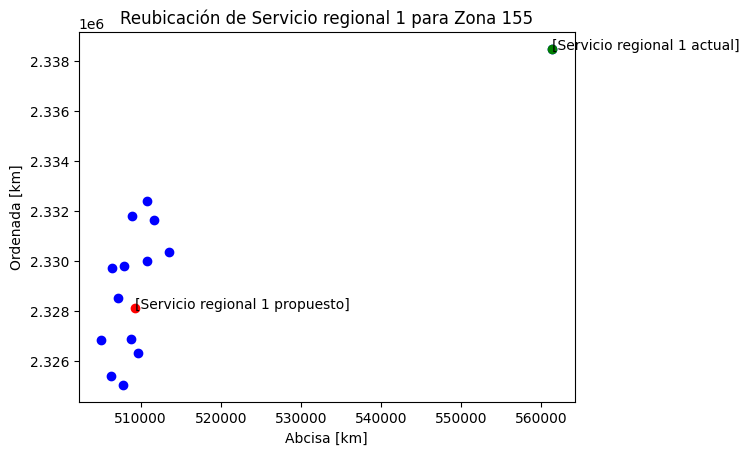 Reubicación de Servicio regional 1 para Zona 155
1e6
[Servicio regional 1 actual]
2.338
2.336
2.334
2.332
2.330
2.328
2.326
Ordenada [km]
[Servicio regional 1 propuesto]
510000 520000 530000 540000 550000 560000
Abcisa [km]